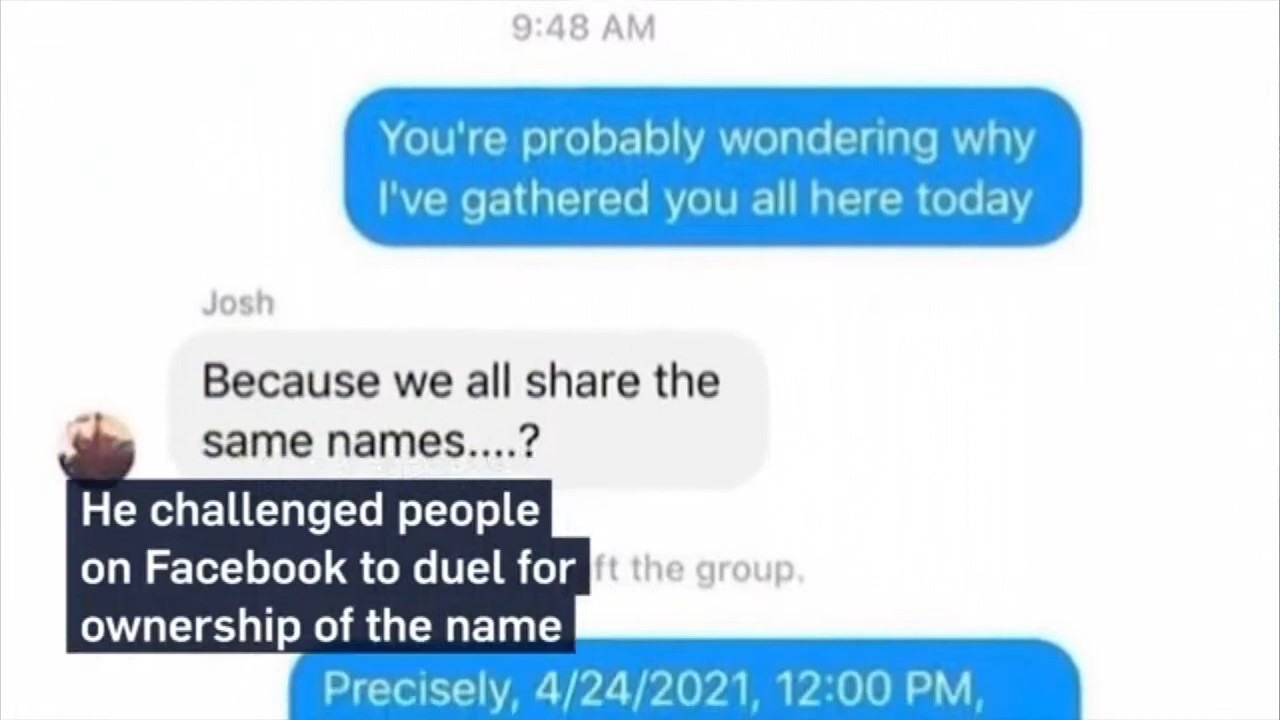 9:48 AM
You're probably wondering why
I've gathered you all here today
Josh
Because we all share the
same names....?
He challenged people
on Facebook to duel for
ft the group.
ownership of the name
Precisely, 4/24/2021, 12:00 PM,